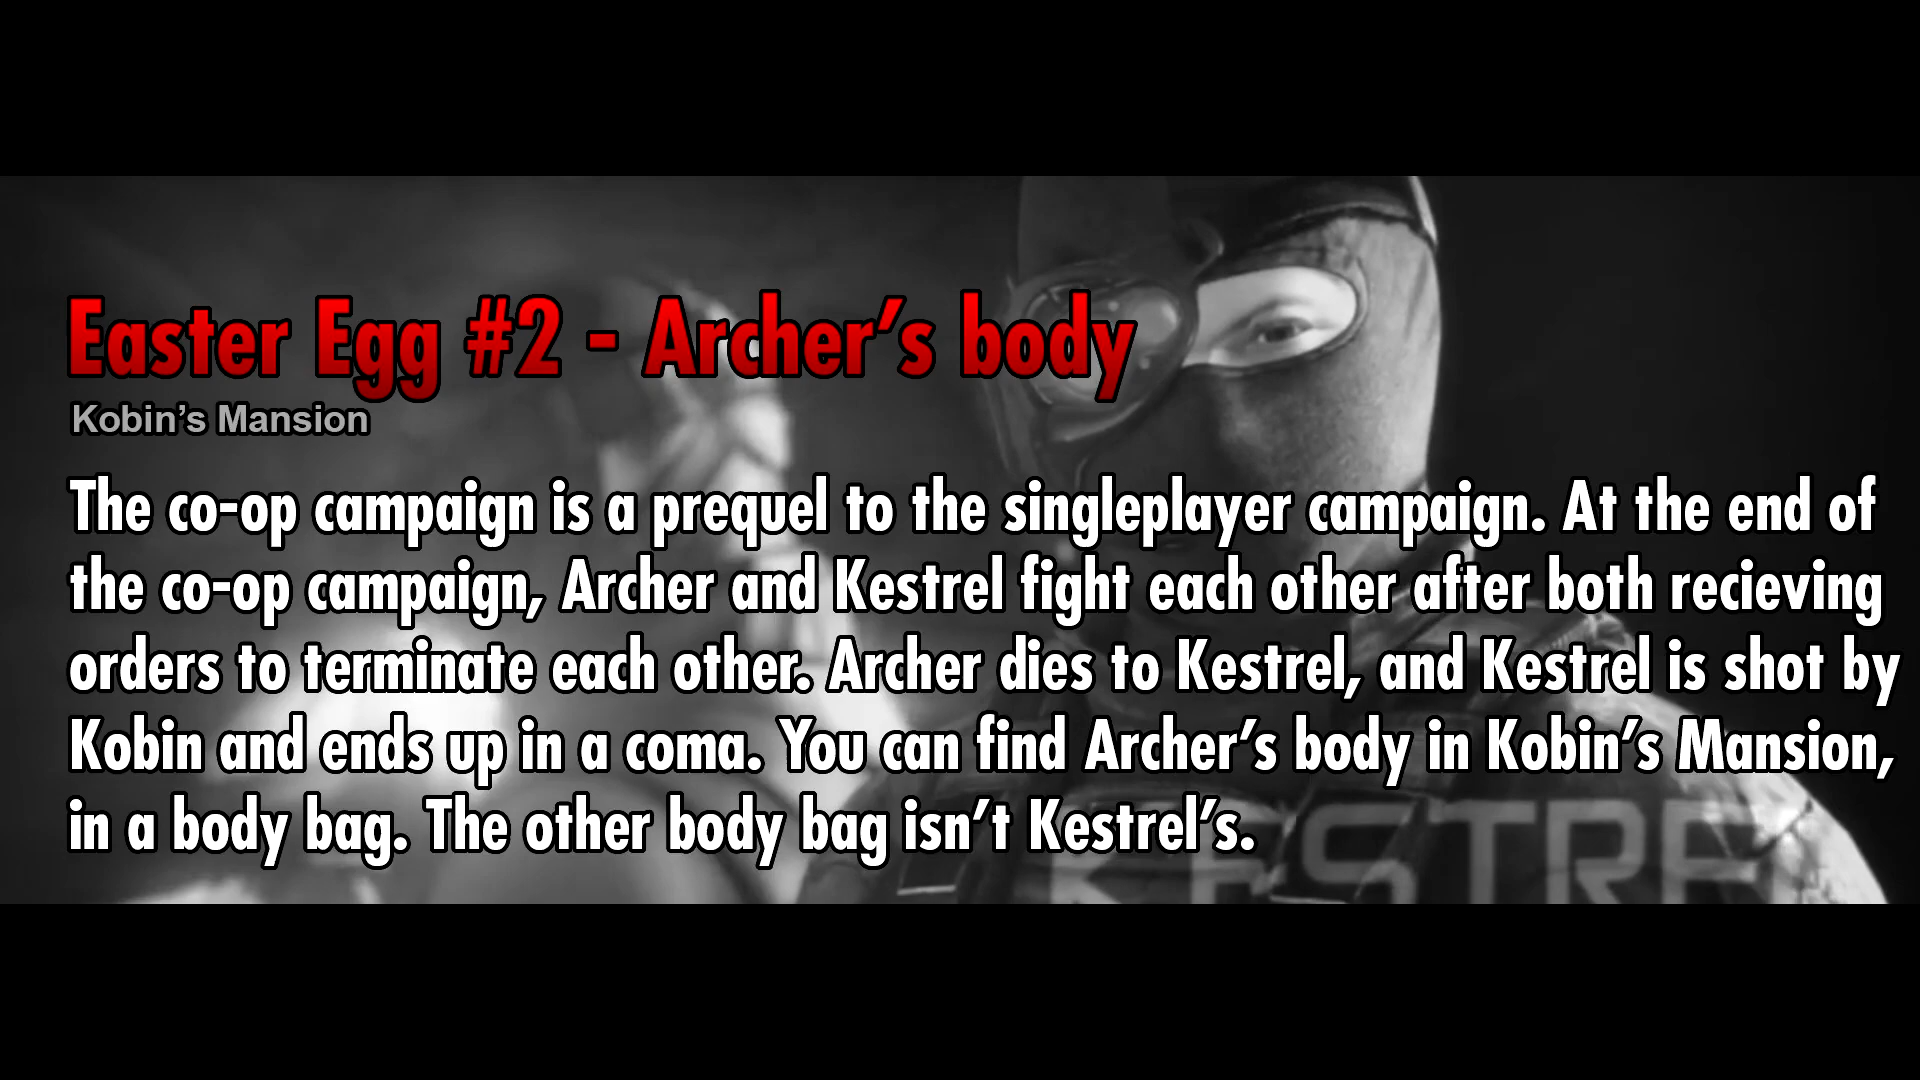 Easter Egg #2 - Archer’s body
Kobin’s Mansion
The co-op campaign is a prequel to the singleplayer campaign. At the end of
the co-op campaign, Archer and Kestrel fight each other after both recieving
orders to terminate each other. Archer dies to Kestrel, and Kestrel is shot by
Kobin and ends up in a coma. You can find Archer’s body in Kobin’s Mansion,
in a body bag. The other body bag isn’t Kestrel’s.
KESTREL